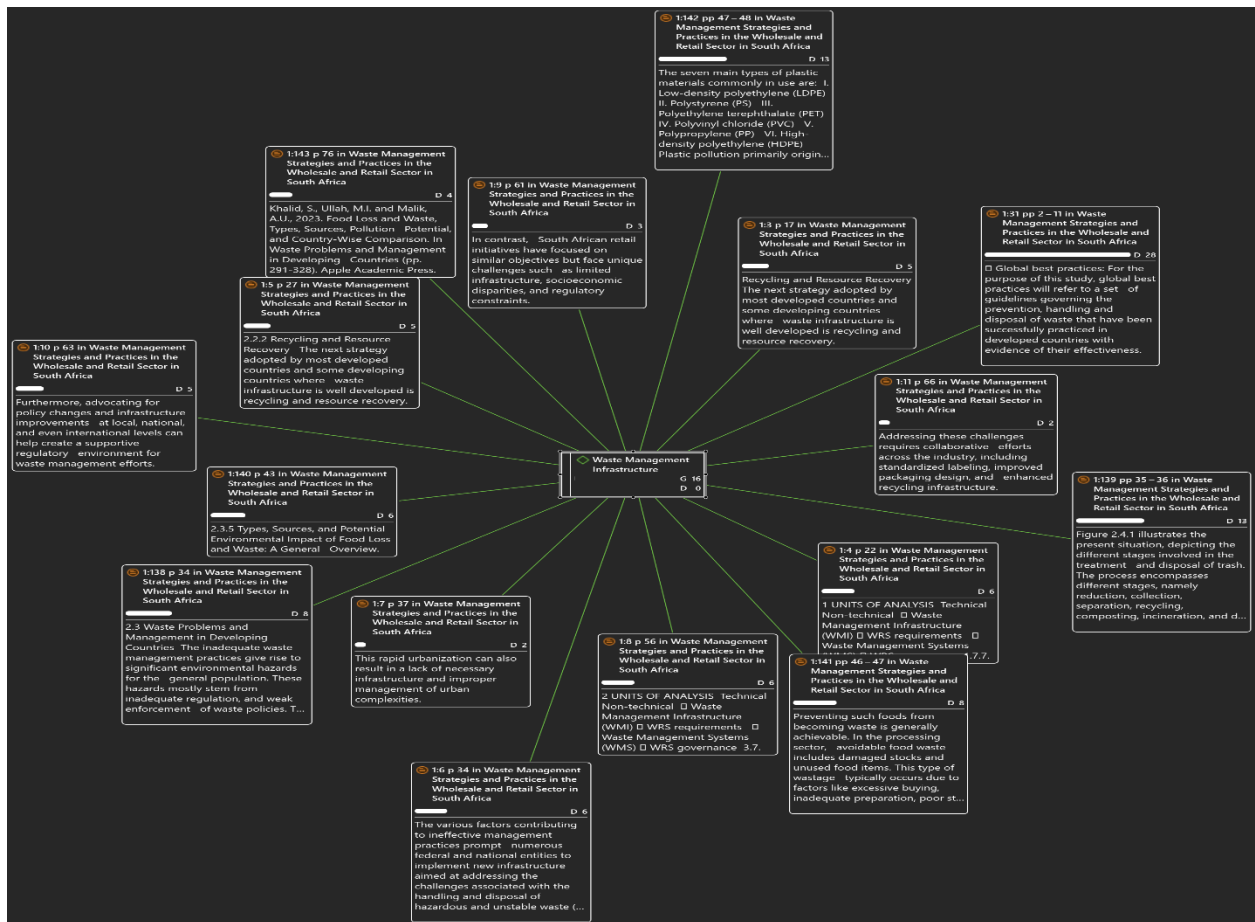 1:142 pp 47 – 48 in Waste
Management Strategies and
Practices in the Wholesale and
Retail Sector in South Africa
D 13
The seven main types of plastic
materials commonly in use are: I.
Low-density polyethylene (LDPE)
II. Polystyrene (PS) III.
Polyethylene terephthalate (PET)
IV. Polyvinyl chloride (PVC) V.
Polypropylene (PP) VI. High-
density polyethylene (HDPE)
Plastic pollution primarily origin...
1:143 p 76 in Waste Management
Strategies and Practices in the
Wholesale and Retail Sector in
South Africa
D 4
Khalid, S., Ullah, M.I. and Malik,
A.U., 2023. Food Loss and Waste,
Types, Sources, Pollution Potential,
and Country-Wise Comparison. In
Waste Problems and Management
in Developing Countries (pp.
291-328). Apple Academic Press.
1:9 p 61 in Waste Management
Strategies and Practices in the
Wholesale and Retail Sector in
South Africa
D 3
In contrast, South African retail
initiatives have focused on
similar objectives but face unique
challenges such as limited
infrastructure, socioeconomic
disparities, and regulatory
constraints.
1:3 p 17 in Waste Management
Strategies and Practices in the
Wholesale and Retail Sector in
South Africa
D 5
Recycling and Resource Recovery
The next strategy adopted by
most developed countries and
some developing countries
where waste infrastructure is
well developed is recycling and
resource recovery.
1:31 pp 2 – 11 in Waste
Management Strategies and
Practices in the Wholesale and
Retail Sector in South Africa
D 28
Global best practices: For the
purpose of this study, global best
practices will refer to a set of
guidelines governing the
prevention, handling and
disposal of waste that have been
successfully practiced in
developed countries with
evidence of their effectiveness.
1:5 p 27 in Waste Management
Strategies and Practices in the
Wholesale and Retail Sector in
South Africa
D 5
2.2.2 Recycling and Resource
Recovery The next strategy
adopted by most developed
countries and some developing
countries where waste
infrastructure is well developed is
recycling and resource recovery.
1:10 p 63 in Waste Management
Strategies and Practices in the
Wholesale and Retail Sector in
South Africa
D 5
Furthermore, advocating for
policy changes and infrastructure
improvements at local, national,
and even international levels can
help create a supportive
regulatory environment for
waste management efforts.
1:11 p 66 in Waste Management
Strategies and Practices in the
Wholesale and Retail Sector in
South Africa
D 2
Addressing these challenges
requires collaborative efforts
across the industry, including
standardized labeling, improved
packaging design, and enhanced
recycling infrastructure.
Waste Management
Infrastructure
G 16
D 0
1:140 p 43 in Waste Management
Strategies and Practices in the
Wholesale and Retail Sector in
South Africa
D 6
2.3.5 Types, Sources, and Potential
Environmental Impact of Food Loss
and Waste: A General Overview.
1:139 pp 35 – 36 in Waste
Management Strategies and
Practices in the Wholesale and
Retail Sector in South Africa
Figure 2.4.1 illustrates the
present situation, depicting the
different stages involved in the
treatment and disposal of trash.
The process encompasses
different stages, namely
reduction, collection,
separation, recycling,
composting, incineration, and d...
1:138 p 34 in Waste Management
Strategies and Practices in the
Wholesale and Retail Sector in
South Africa
D 8
2.3 Waste Problems and
Management in Developing
Countries The inadequate waste
management practices give rise to
significant environmental hazards
for the general population. These
hazards mostly stem from
inadequate regulation, and weak
enforcement of waste policies. T...
1:7 p 37 in Waste Management
Strategies and Practices in the
Wholesale and Retail Sector in
South Africa
D 2
This rapid urbanization can also
result in a lack of necessary
infrastructure and improper
management of urban
complexities.
1:4 p 22 in Waste Management
Strategies and Practices in the
Wholesale and Retail Sector in
South Africa
D 6
1 UNITS OF ANALYSIS Technical
Non-technical Waste
Management Infrastructure
(WMI) WRS requirements
Waste Management Systems
1:8 p 56 in Waste Management
Strategies and Practices in the
Wholesale and Retail Sector in
South Africa
D 6
2 UNITS OF ANALYSIS Technical
Non-technical Waste
Management Infrastructure
(WMI) WRS requirements
Waste Management Systems
(WMS) WRS governance 3.7.
1:141 pp 46 – 47 in Waste
Management Strategies and
Practices in the Wholesale and
Retail Sector in South Africa
D 8
Preventing such foods from
becoming waste is generally
achievable. In the processing
sector, avoidable food waste
includes damaged stocks and
unused food items. This type of
wastage typically occurs due to
factors like excessive buying,
inadequate preparation, poor st...
1:6 p 34 in Waste Management
Strategies and Practices in the
Wholesale and Retail Sector in
South Africa
D 6
The various factors contributing
to ineffective management
practices prompt numerous
federal and national entities to
implement new infrastructure
aimed at addressing the
challenges associated with the
handling and disposal of
hazardous and unstable waste (...